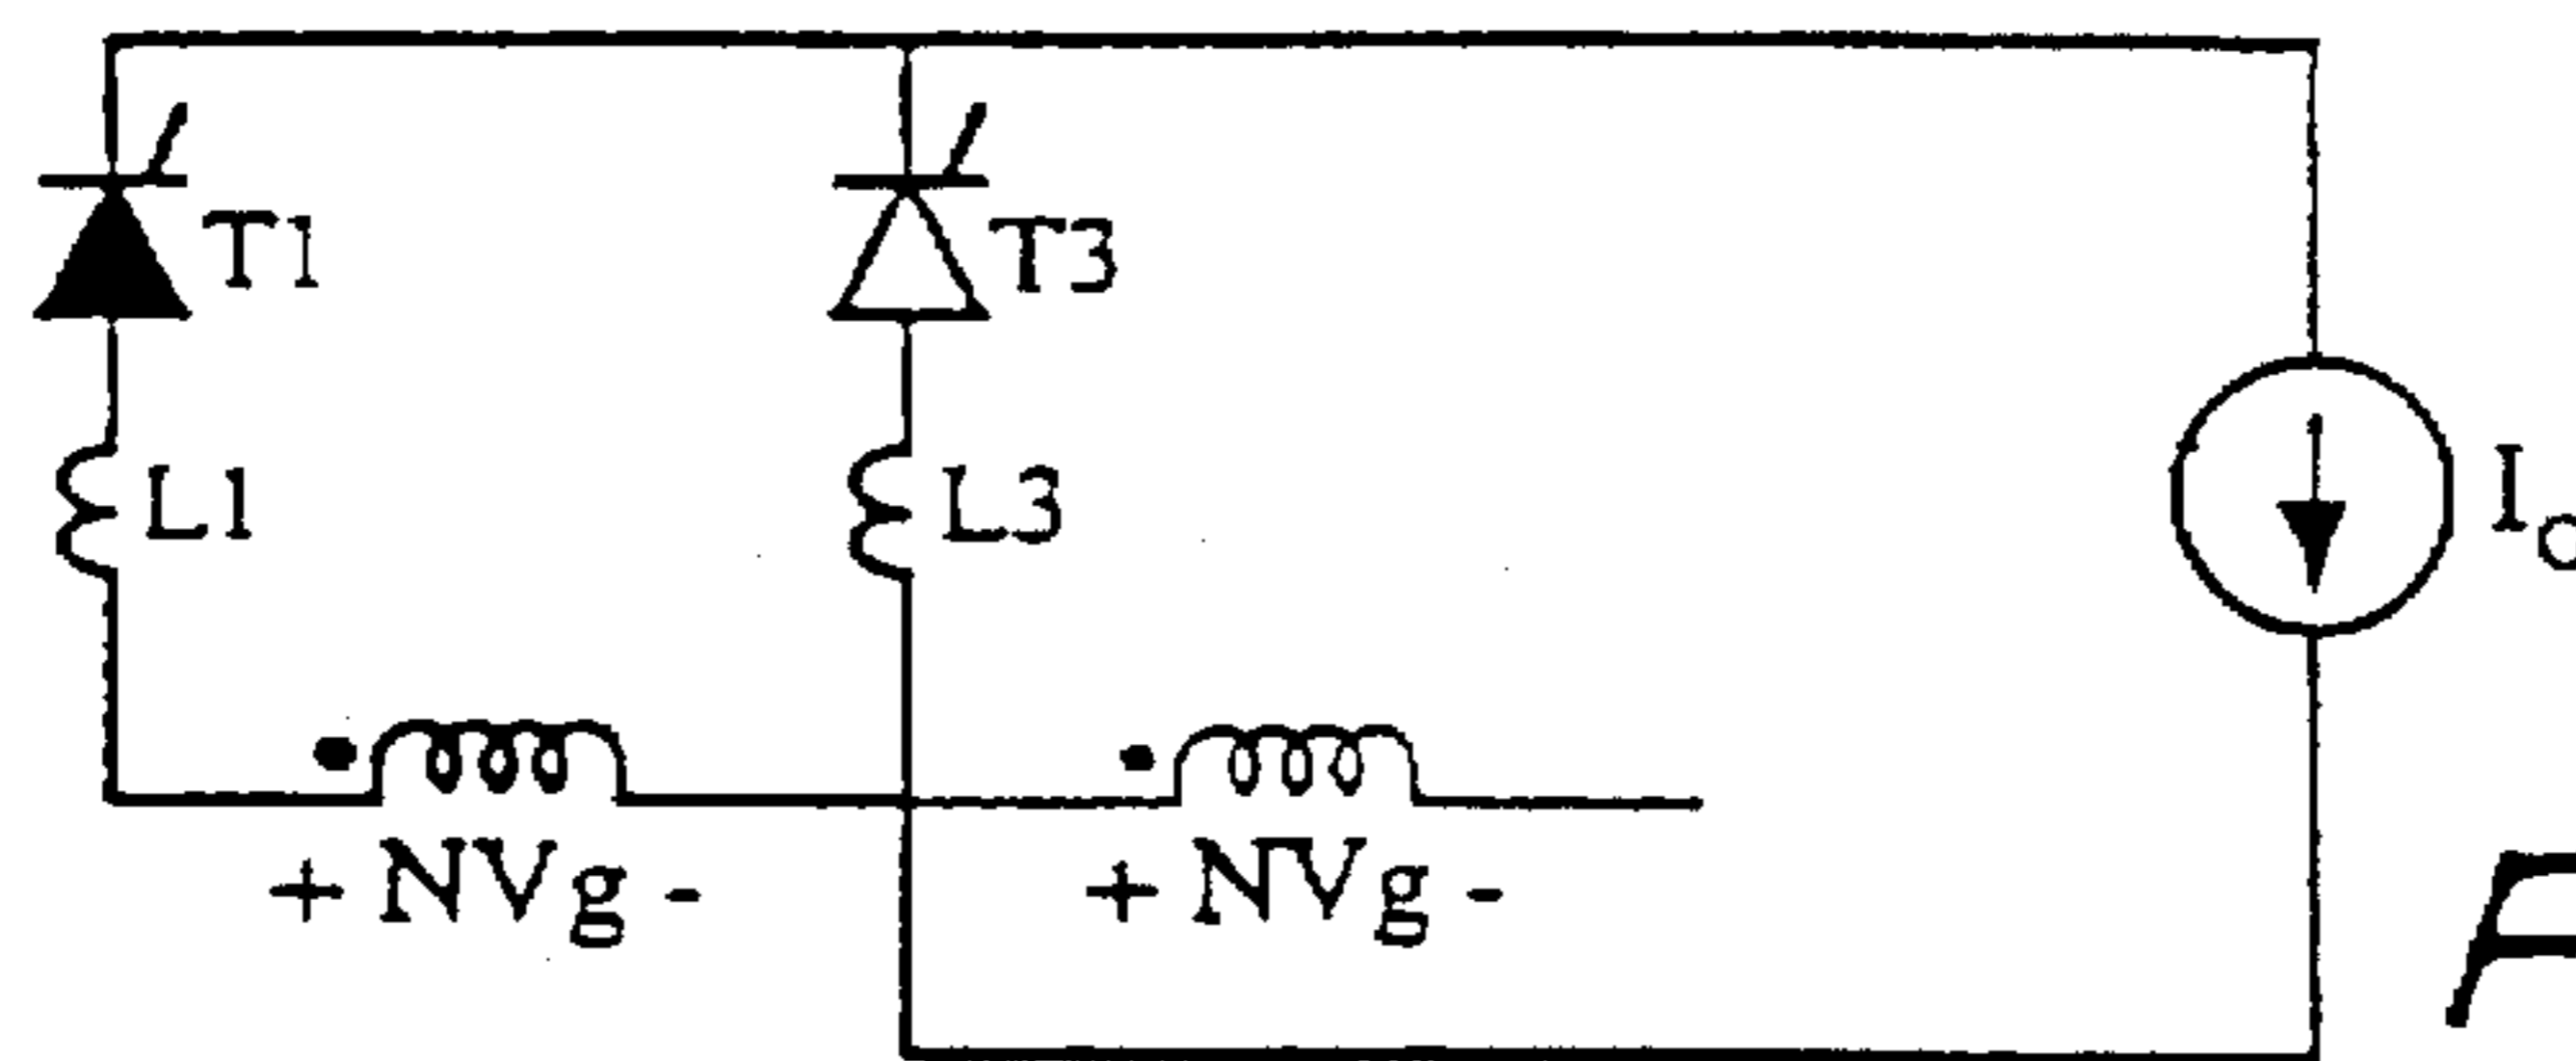 T1
T3
L1
L3
I
+ NVg -
+ NVg -